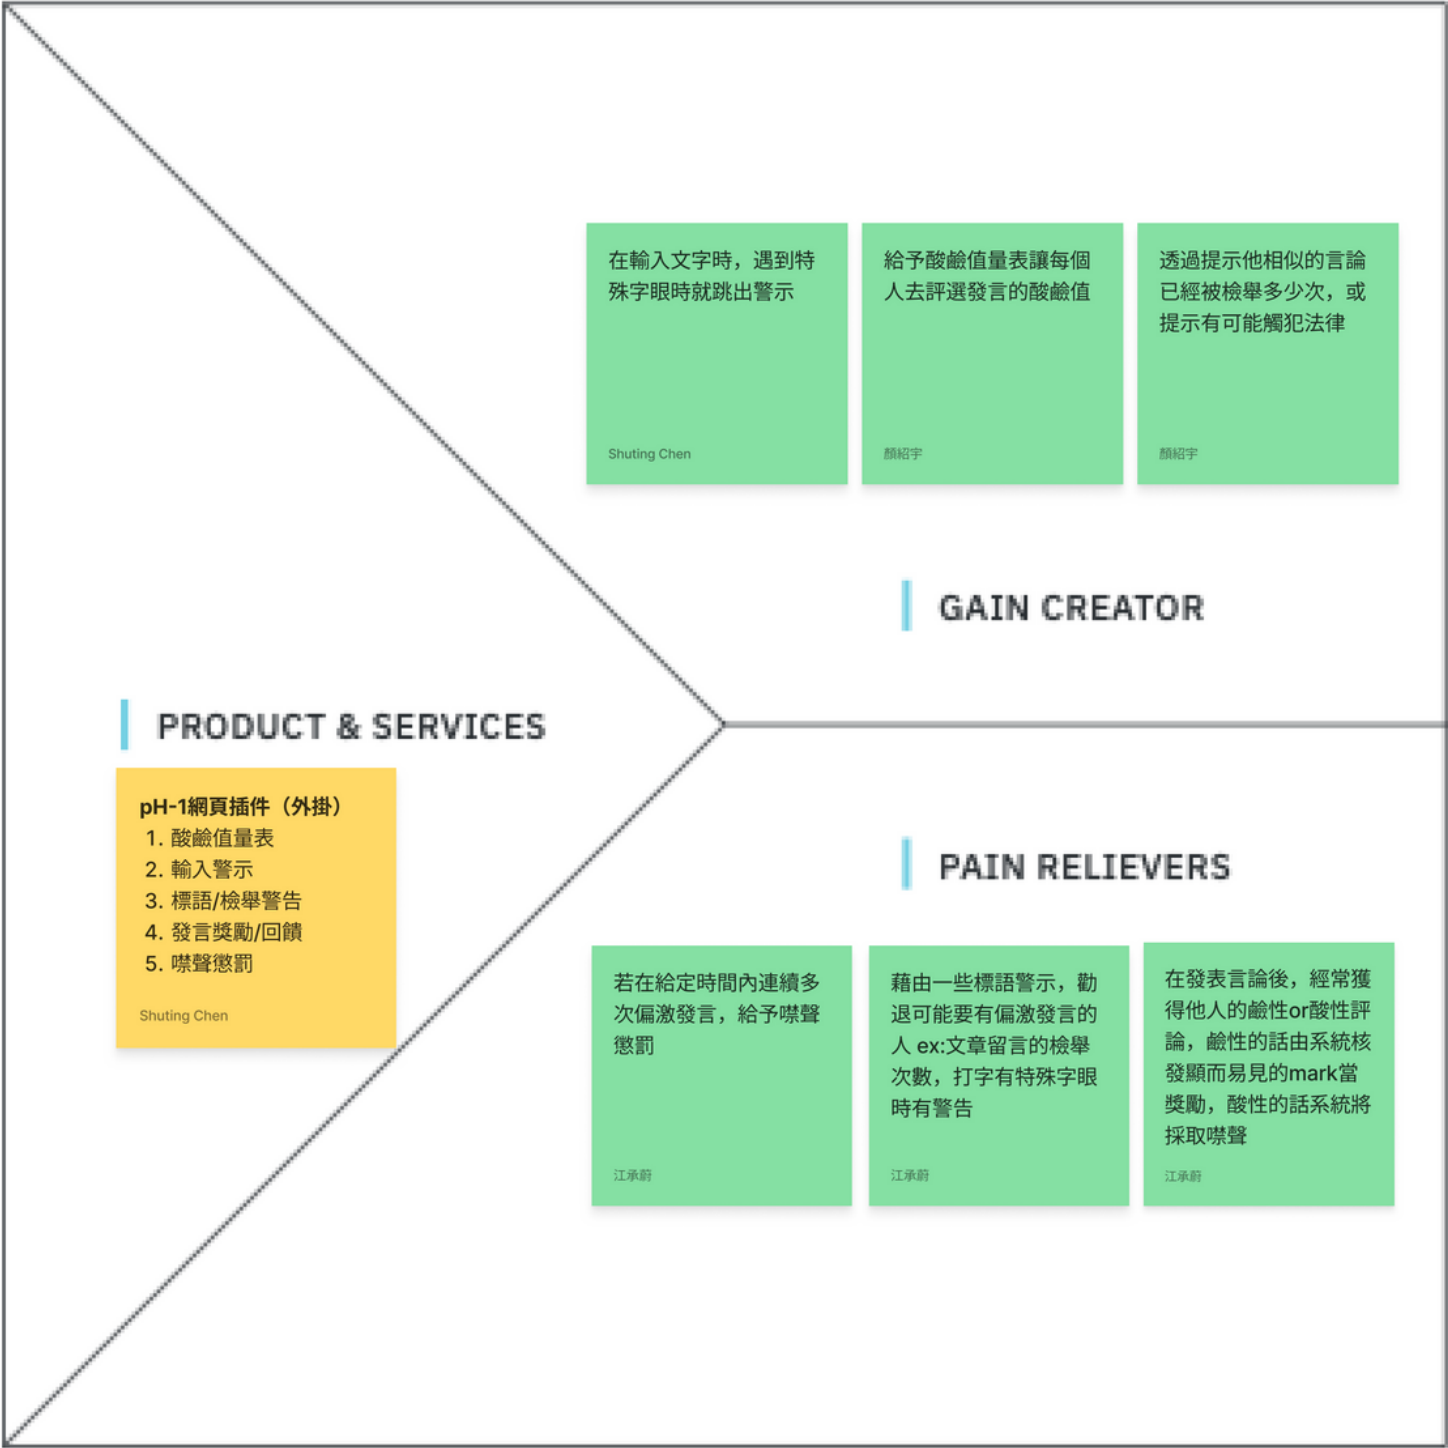 在輸入文字時，遇到特
殊字眼時就跳出警示
Shuting Chen
給予酸鹼值量表讓每個
人去評選發言的酸鹼值
顏紹宇
透過提示他相似的言論
已經被檢舉多少次，或
提示有可能觸犯法律
顏紹宇
GAIN CREATOR
PRODUCT & SERVICES
pH-1網頁插件（外掛）
1. 酸鹼值量表
2. 輸入警示
3. 標語/檢舉警告
4. 發言獎勵/回饋
5. 噤聲懲罰
Shuting Chen
PAIN RELIEVERS
若在給定時間內連續多
次偏激發言，給予噤聲
懲罰
江承蔚
藉由一些標語警示，勸
退可能要有偏激發言的
人 ex:文章留言的檢舉
次數，打字有特殊字眼
時有警告
江承蔚
在發表言論後，經常獲
得他人的鹼性or酸性評
論，鹼性的話由系統核
發顯而易見的mark當
獎勵，酸性的話系統將
採取噤聲
江承蔚